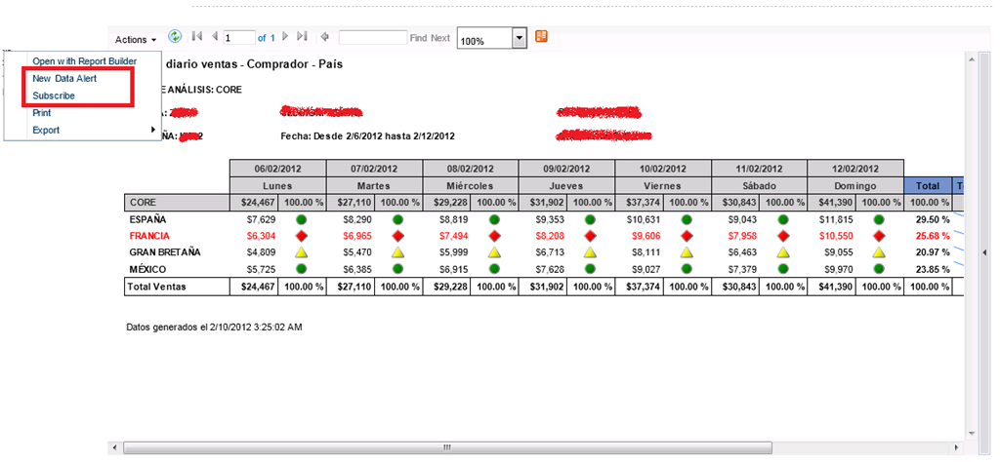 Actions
1 of 1 Find Next 100%
Open with Report Builder
New Data Alert
Subscribe
Print
Export
diario ventas - Comprador - País
E ANÁLISIS: CORE
Fecha: Desde 2/6/2012 hasta 2/12/2012
06/02/2012 07/02/2012 08/02/2012 09/02/2012 10/02/2012 11/02/2012 12/02/2012
Lunes Martes Miércoles Jueves Viernes Sábado Domingo Total
CORE $24,467 100.00 % $27,110 100.00 % $29,228 100.00 % $31,902 100.00 % $37,374 100.00 % $30,843 100.00 % $41,390 100.00 % 100.00 %
ESPAÑA $7,629 $8,290 $8,819 $9,353 $10,631 $9,043 $11,815 29.50 %
FRANCIA $6,304 $6,965 $7,494 $8,208 $9,606 $7,958 $10,550 25.68 %
GRAN BRETAÑA $4,809 $5,470 $5,999 $6,713 $8,111 $6,463 $9,055 20.97 %
MÉXICO $5,725 $6,385 $6,915 $7,628 $9,027 $7,379 $9,970 23.85 %
Total Ventas $24,467 100.00 % $27,110 100.00 % $29,228 100.00 % $31,902 100.00 % $37,374 100.00 % $30,843 100.00 % $41,390 100.00 % 100.00 %
Datos generados el 2/10/2012 3:25:02 AM